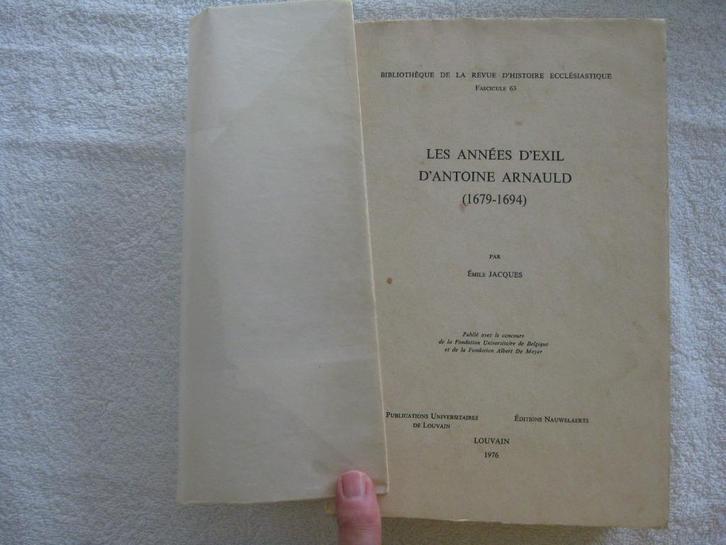 BIBLIOTHÈQUE DE LA REVUE D'HISTOIRE ECCLÉSIASTIQUE
FASCICULE 63
LES ANNÉES D'EXIL
D'ANTOINE ARNAULD
(1679-1694)
PAR
ÉMILE JACQUES
Publié avec le concours
de la Fondation Universitaire de Belgique
et de la Fondation Albert De Meyer
PUBLICATIONS UNIVERSITAIRES
DE LOUVAIN
ÉDITIONS NAUWELAERTS
LOUVAIN
1976